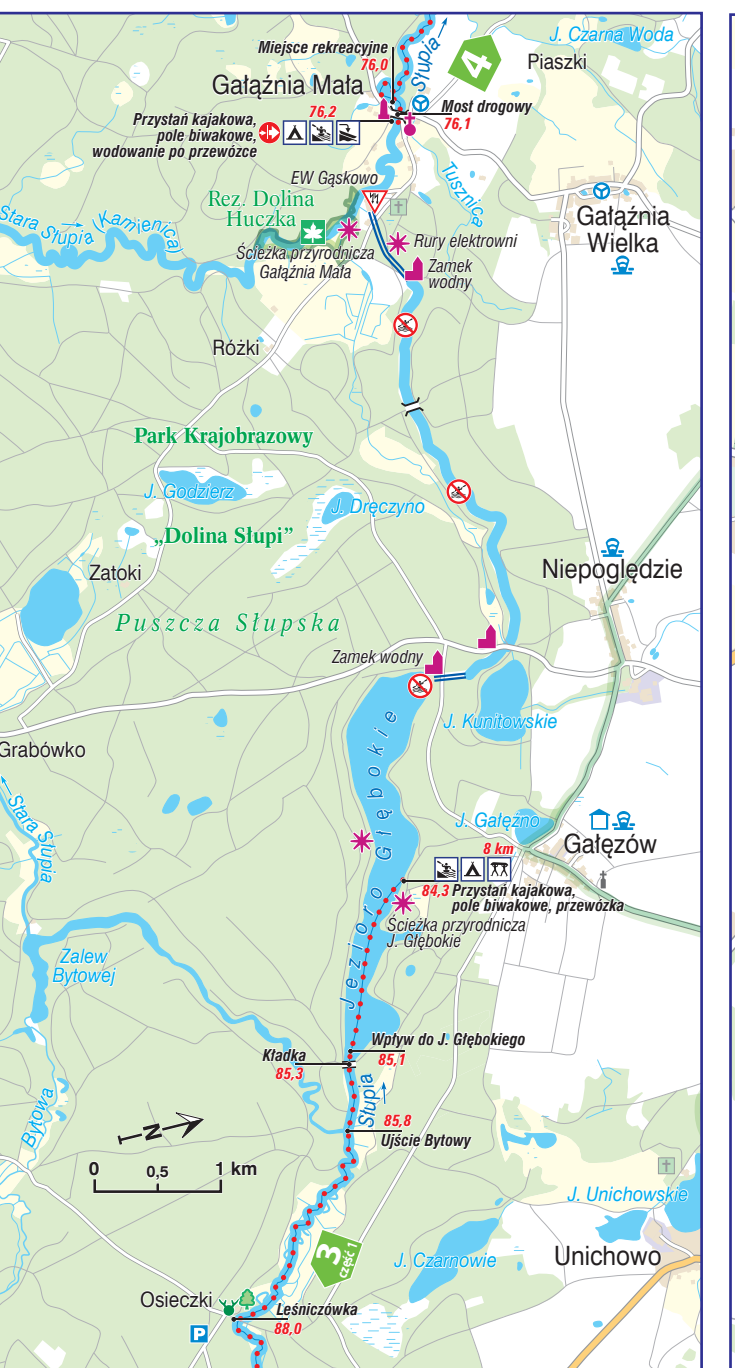 J. Czarna Woda
Miejsce rekreacyjne
76,0
Słupia
4
Piaszki
Gałąźnia Mała
Przystań kajakowa,
pole biwakowe,
wodowanie po przewózce
76,2
Most drogowy
76,1
EW Gąskowo
Tusznica
Rez. Dolina
Huczka
Stara Słupia (Kamienica)
Ścieżka przyrodnicza
Gałąźnia Mała
Rury elektrowni
Zamek
wodny
Gałąźnia
Wielka
Różki
Park Krajobrazowy
J. Godzierz
J. Dręczyno
„Dolina Słupi”
Zatoki
Niepoględzie
Puszcza Słupska
Zamek wodny
J. Kunitowskie
Grabówko
Stara Słupia
Jezioro Głębokie
J. Gałęźno
Gałęzów
8 km
84,3 Przystań kajakowa,
pole biwakowe, przewózka
Ścieżka przyrodnicza
J. Głębokie
Zalew
Bytowej
Wpływ do J. Głębokiego
85,1
Kładka
85,3
Słupia
85,8
Ujście Bytowy
Bytowa
N
0 0,5 1 km
J. Unichowskie
Unichowo
3
część 1
J. Czarnowie
Osieczki
Leśniczówka
88,0
P